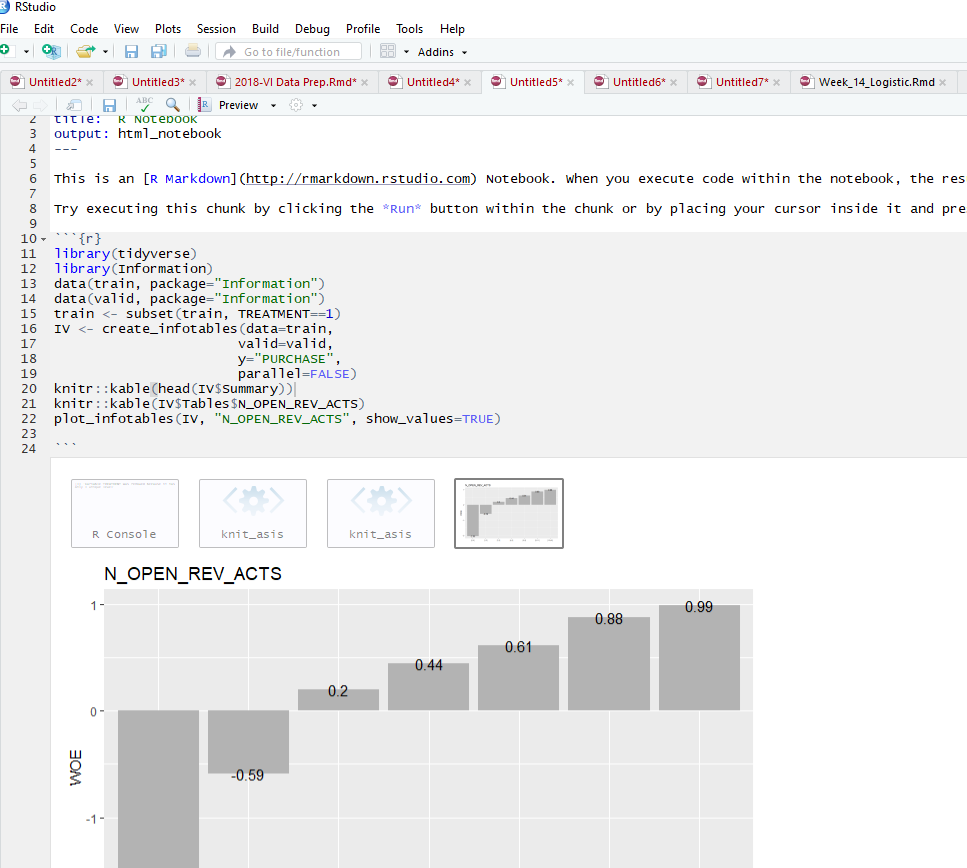 RStudio
File Edit Code View Plots Session Build Debug Profile Tools Help
Go to file/function Addins
Untitled2* Untitled3* 2018-VI Data Prep.Rmd* Untitled4* Untitled5* Untitled6* Untitled7* Week_14_Logistic.Rmd
ABC Preview
2 title: "R Notebook
3 output: html_notebook
4 ---
5
6 This is an [R Markdown](http://rmarkdown.rstudio.com) Notebook. When you execute code within the notebook, the res
7
8 Try executing this chunk by clicking the *Run* button within the chunk or by placing your cursor inside it and pre
9
10 ```{r}
11 library(tidyverse)
12 library(Information)
13 data(train, package="Information")
14 data(valid, package="Information")
15 train <- subset(train, TREATMENT==1)
16 IV <- create_infotables(data=train,
17 valid=valid,
18 y="PURCHASE",
19 parallel=FALSE)
20 knitr::kable(head(IV$Summary))
21 knitr::kable(IV$Tables$N_OPEN_REV_ACTS)
22 plot_infotables(IV, "N_OPEN_REV_ACTS", show_values=TRUE)
23
24 ```
R Console knit_asis knit_asis
N_OPEN_REV_ACTS
1
0.99
0.88
0.61
0.44
0.2
0
WOE
-0.59
-1